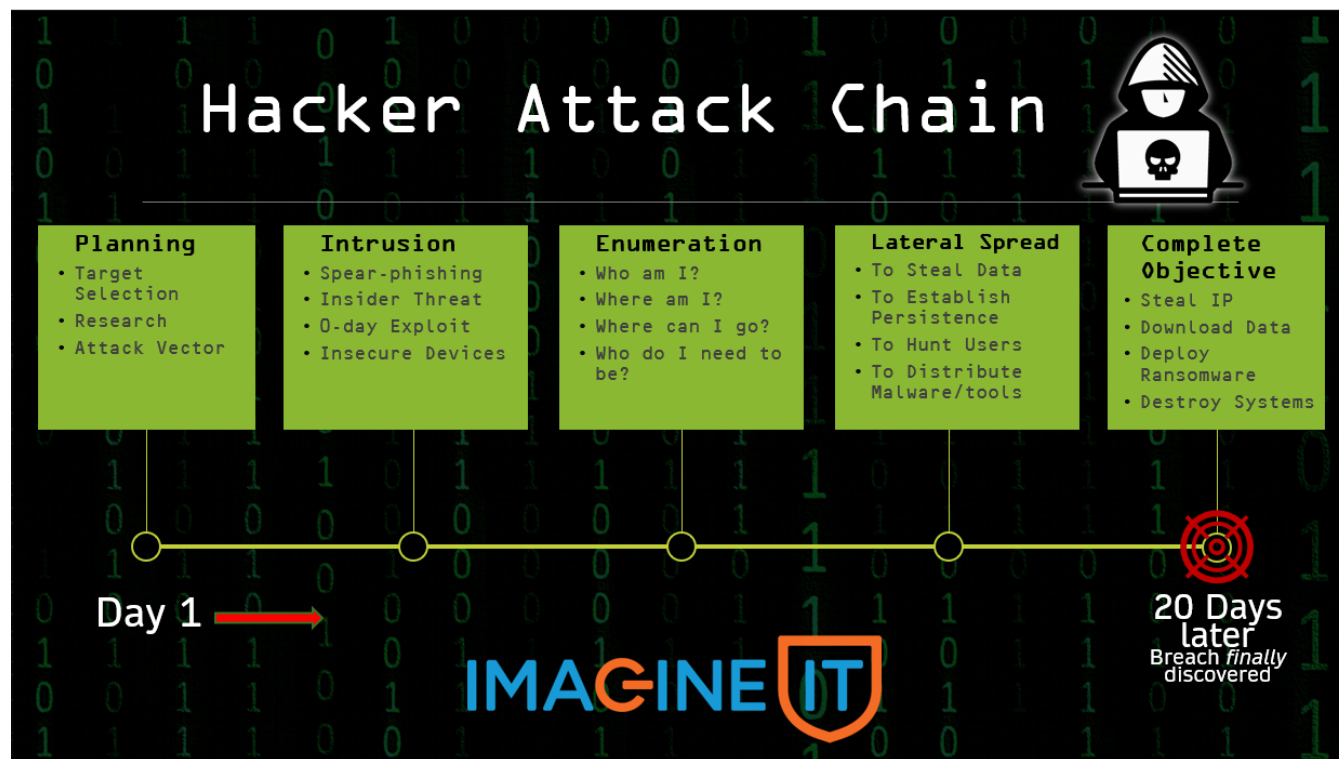 Hacker Attack Chain
Planning
• Target
Selection
• Research
• Attack Vector
Intrusion
• Spear-phishing
• Insider Threat
• 0-day Exploit
• Insecure Devices
Enumeration
• Who am I?
• Where am I?
• Where can I go?
• Who do I need to
be?
Lateral Spread
• To Steal Data
• To Establish
Persistence
• To Hunt Users
• To Distribute
Malware/tools
Complete
Objective
• Steal IP
• Download Data
• Deploy
Ransomware
• Destroy Systems
Day 1
20 Days
later
Breach finally
discovered
IMAGINE IT